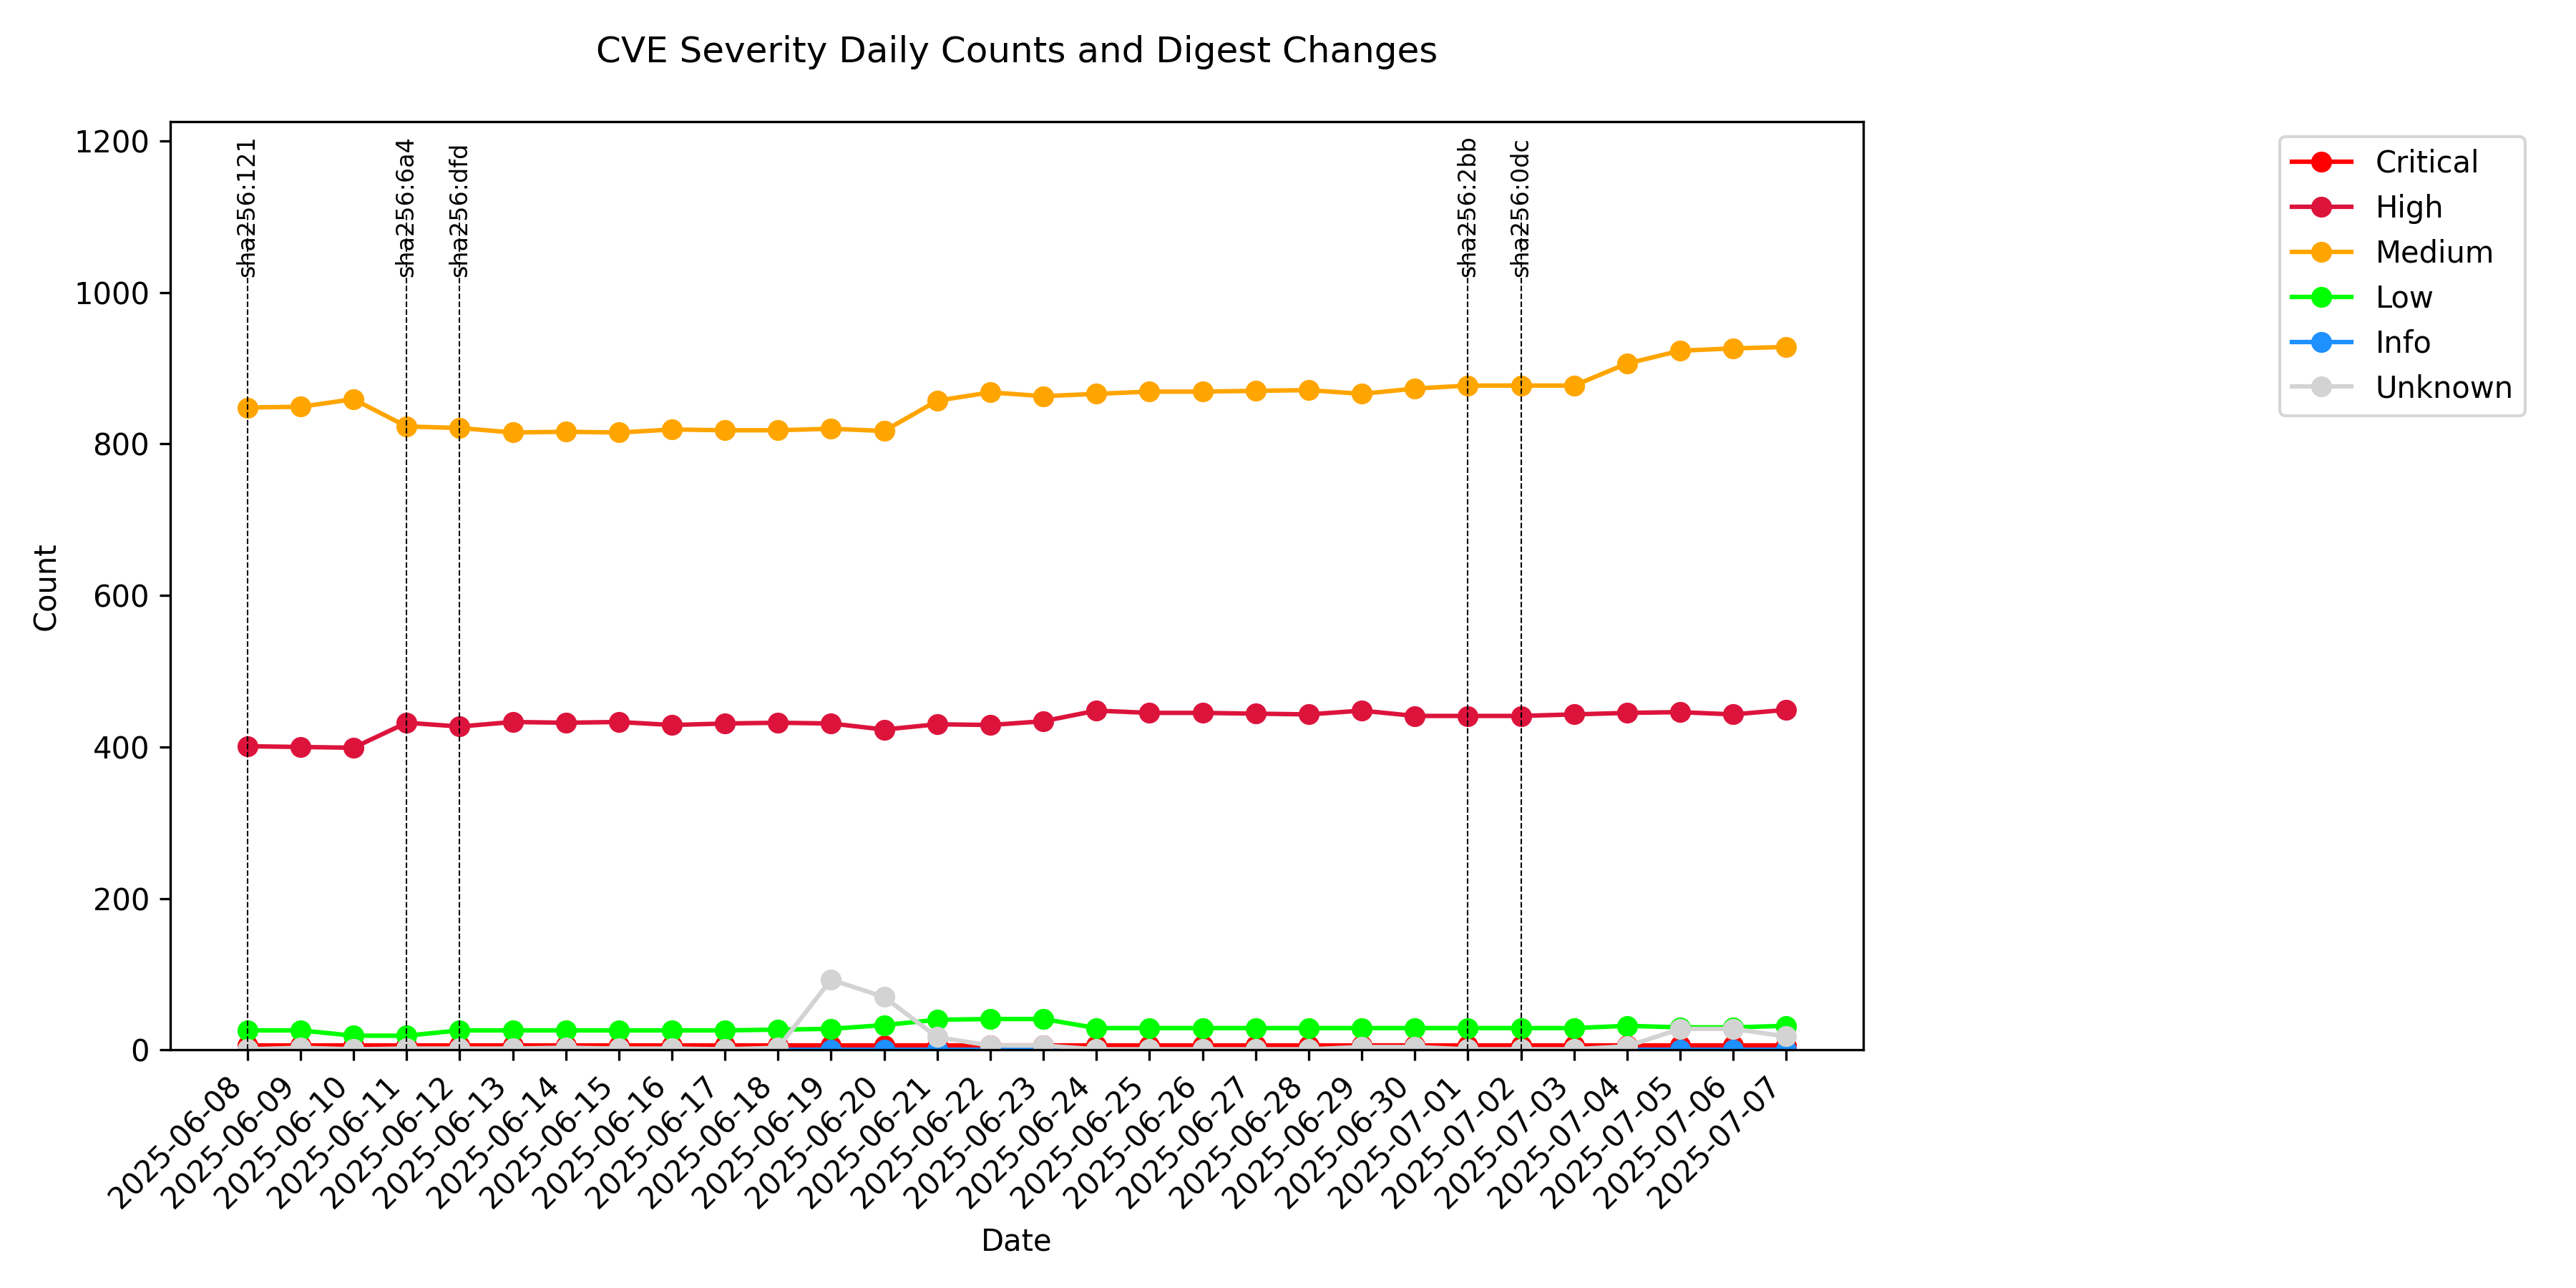 CVE Severity Daily Counts and Digest Changes
1200
1000
800
600
400
200
0
Count
sha256:121
sha256:6a4
sha256:dfd
sha256:2bb
sha256:0dc
Critical
High
Medium
Low
Info
Unknown
2025-06-08
2025-06-09
2025-06-10
2025-06-11
2025-06-12
2025-06-13
2025-06-14
2025-06-15
2025-06-16
2025-06-17
2025-06-18
2025-06-19
2025-06-20
2025-06-21
2025-06-22
2025-06-23
2025-06-24
2025-06-25
2025-06-26
2025-06-27
2025-06-28
2025-06-29
2025-06-30
2025-07-01
2025-07-02
2025-07-03
2025-07-04
2025-07-05
2025-07-06
2025-07-07
Date